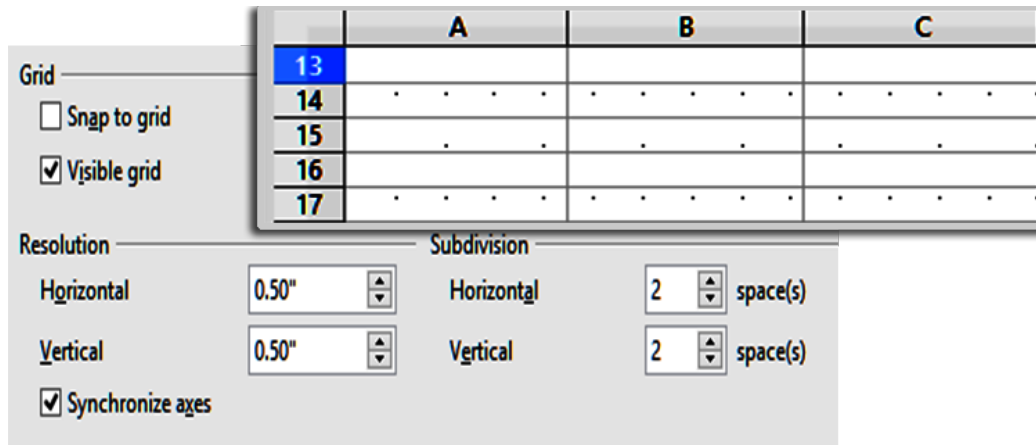 A B C
13
14
15
16
17
Grid
Snap to grid
Visible grid
Resolution
Horizontal 0.50"
Vertical 0.50"
Synchronize axes
Subdivision
Horizontal 2 space(s)
Vertical 2 space(s)